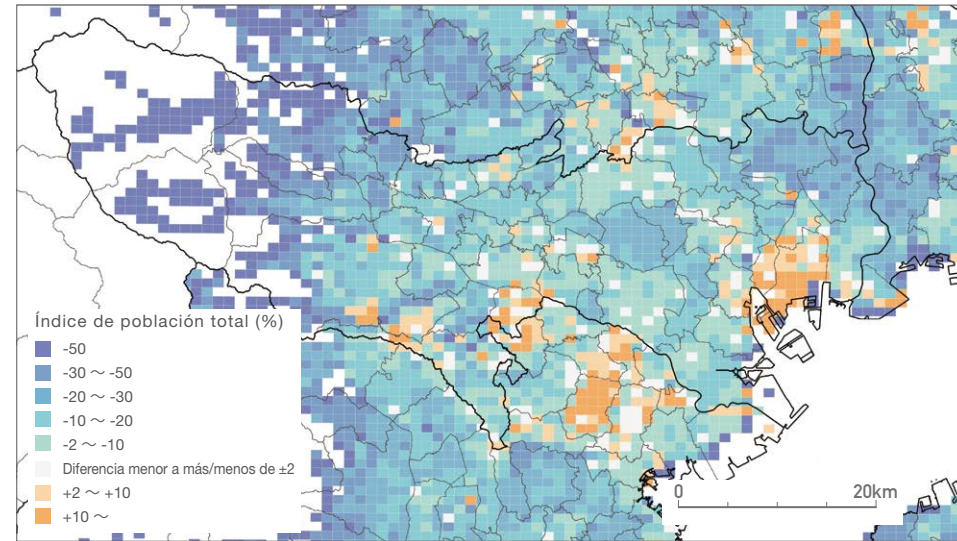 Índice de población total (%)
-50
-30 ～ -50
-20 ～ -30
-10 ～ -20
-2 ～ -10
Diferencia menor a más/menos de ±2
+2 ～ +10
+10 ～
0 20km